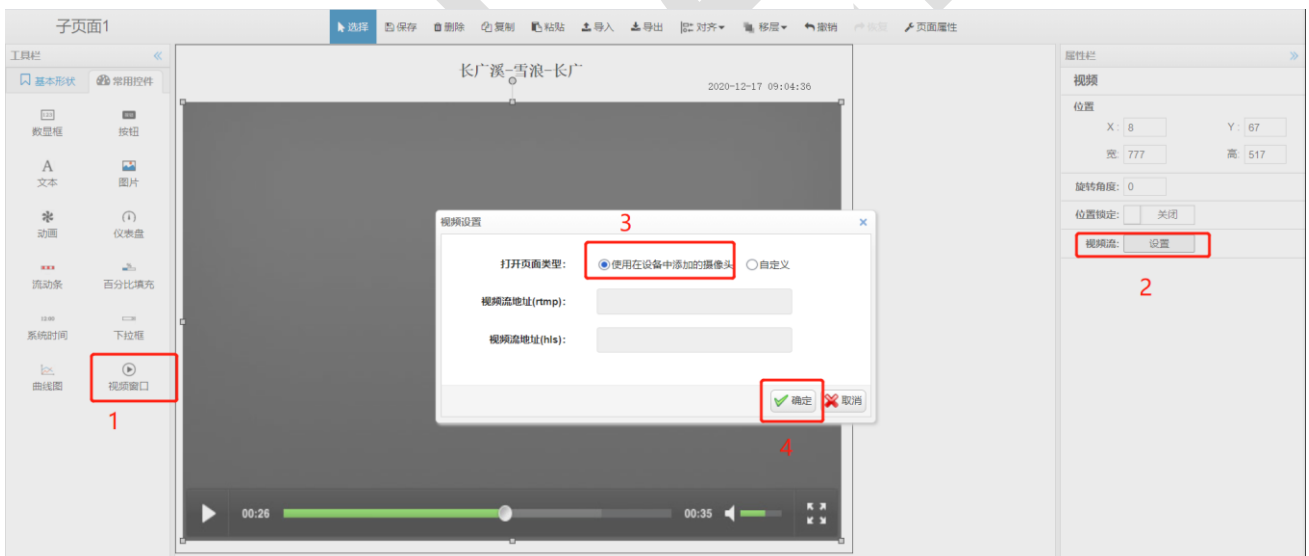 子页面1
选择 保存 删除 复制 粘贴 导入 导出 对齐 移层 撤销 恢复 页面属性
工具栏
基本形状 常用控件
数显框 按钮
文本 图片
动画 仪表盘
流动条 百分比填充
系统时间 下拉框
曲线图 视频窗口
1
长广溪-雪浪-长广
2020-12-17 09:04:36
视频设置
3
打开页面类型: 使用在设备中添加的摄像头 自定义
视频流地址(rtmp):
视频流地址(hls):
确定 取消
4
00:26 00:35
属性栏
视频
位置
X: 8 Y: 67
宽: 777 高: 517
旋转角度: 0
位置锁定: 关闭
视频流: 设置
2